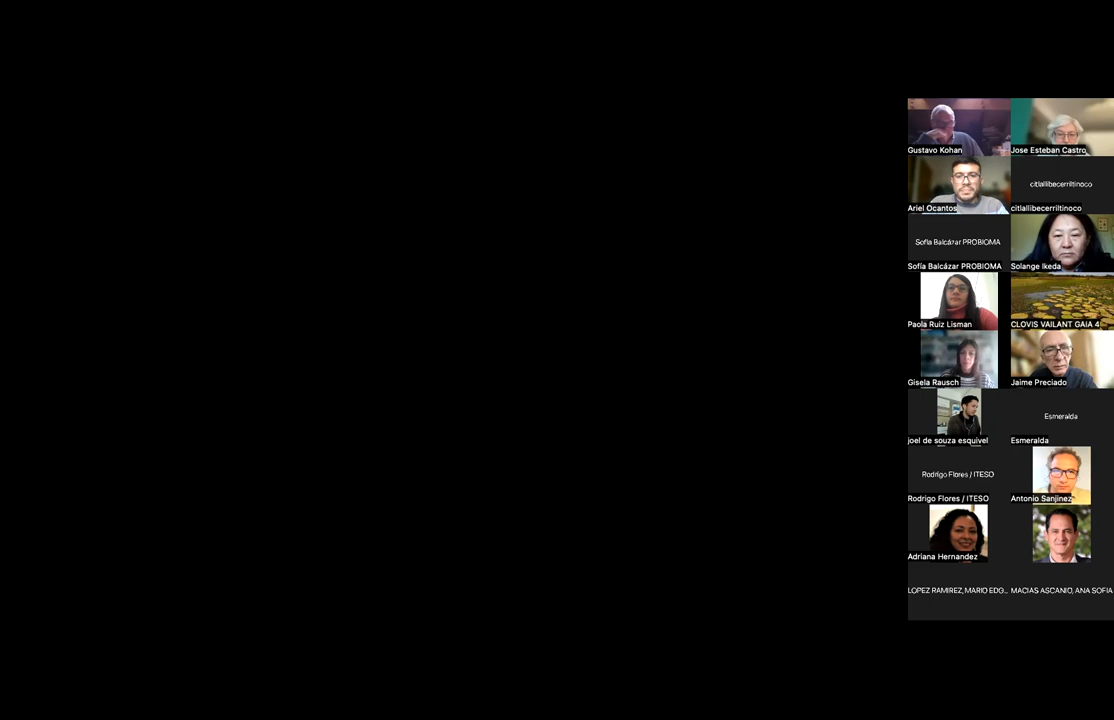 Gustavo Kohan
Jose Esteban Castro
Ariel Ocantos
citlallibecerriltinoco
citlallibecerriltinoco
Sofía Balcázar PROBIOMA
Sofía Balcázar PROBIOMA
Solange Ikeda
Paola Ruiz Lisman
CLOVIS VAILANT GAIA 4
Gisela Rausch
Jaime Preciado
joel de souza esquivel
Esmeralda
Esmeralda
Rodrigo Flores / ITESO
Rodrigo Flores / ITESO
Antonio Sanjinez
Adriana Hernandez
LOPEZ RAMIREZ, MARIO EDG...
MACIAS ASCANIO, ANA SOFIA